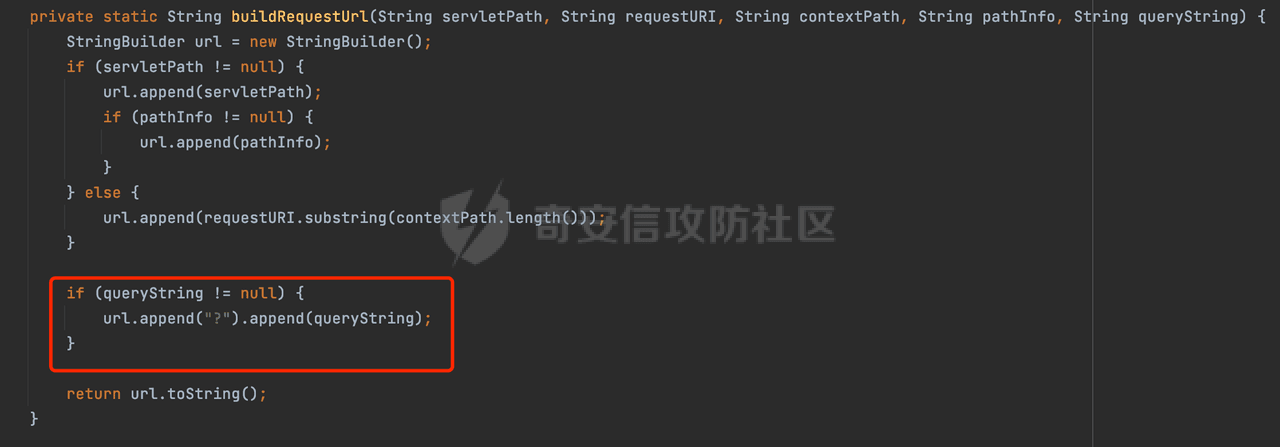 private static String buildRequestUrl(String servletPath, String requestURI, String contextPath, String pathInfo, String queryString) {
StringBuilder url = new StringBuilder();
if (servletPath != null) {
url.append(servletPath);
if (pathInfo != null) {
url.append(pathInfo);
}
} else {
url.append(requestURI.substring(contextPath.length()));
}
奇安信攻防社区
if (queryString != null) {
url.append("?").append(queryString);
}
return url.toString();
}